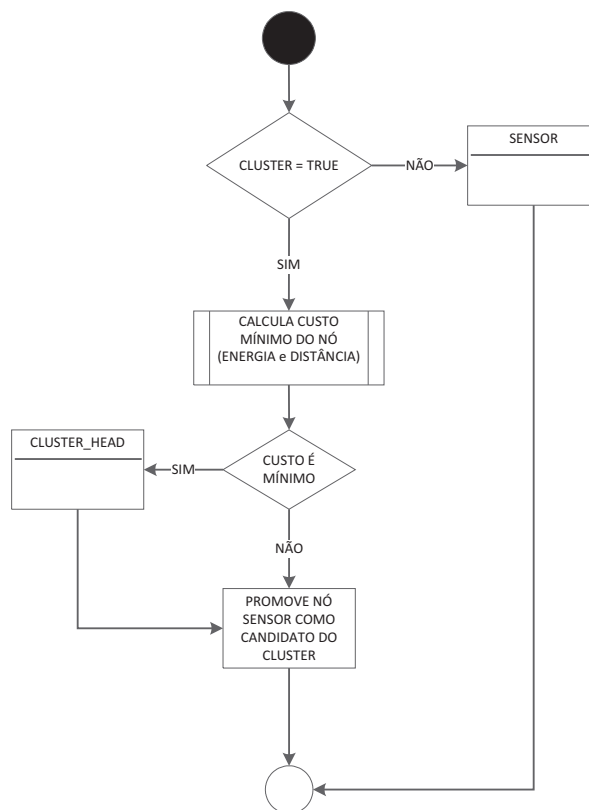 CLUSTER = TRUE
NÃO
SENSOR
SIM
CALCULA CUSTO
MÍNIMO DO NÓ
(ENERGIA e DISTÂNCIA)
CLUSTER_HEAD
SIM
CUSTO É
MÍNIMO
NÃO
PROMOVE NÓ
SENSOR COMO
CANDIDATO DO
CLUSTER